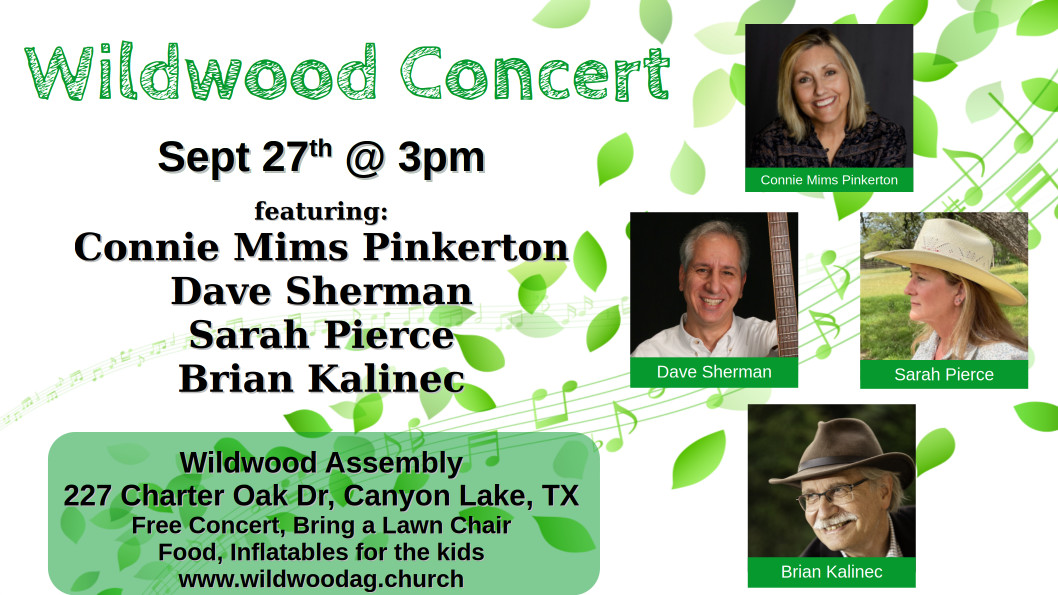 Wildwood Concert
Sept 27th @ 3pm
featuring:
Connie Mims Pinkerton
Dave Sherman
Sarah Pierce
Brian Kalinec
Wildwood Assembly
227 Charter Oak Dr, Canyon Lake, TX
Free Concert, Bring a Lawn Chair
Food, Inflatables for the kids
www.wildwoodag.church
Connie Mims Pinkerton
Dave Sherman
Sarah Pierce
Brian Kalinec